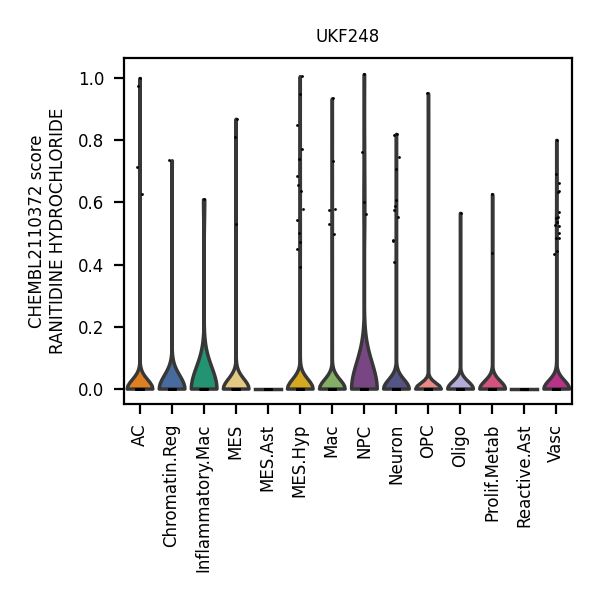 UKF248
CHEMBL2110372 score
RANITIDINE HYDROCHLORIDE
1.0
0.8
0.6
0.4
0.2
0.0
AC
Chromatin.Reg
Inflammatory.Mac
MES
MES.Ast
MES.Hyp
Mac
NPC
Neuron
OPC
Oligo
Prolif.Metab
Reactive.Ast
Vasc